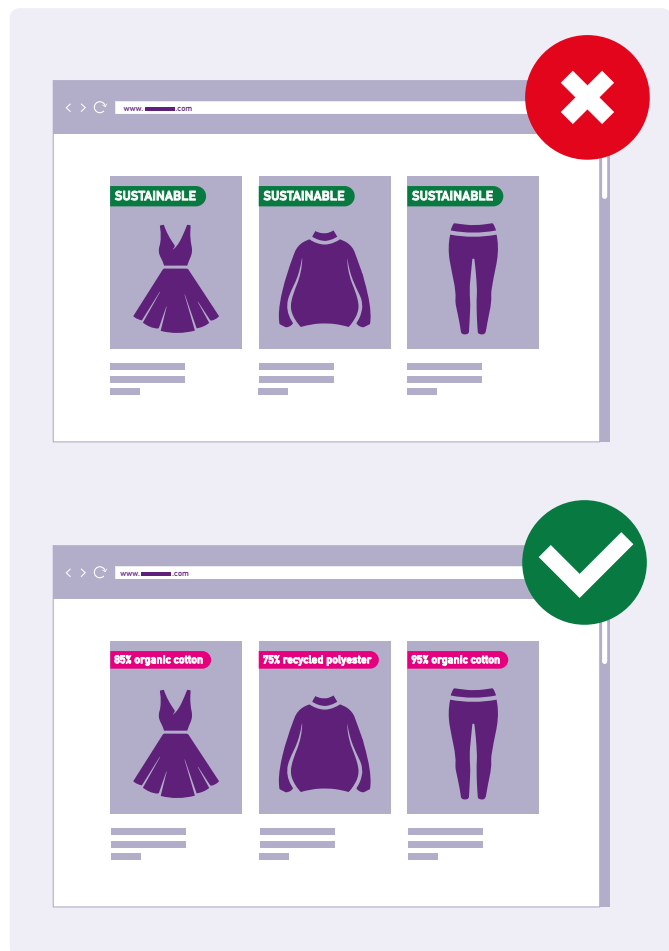 www. .com
SUSTAINABLE
SUSTAINABLE
SUSTAINABLE
www. .com
85% organic cotton
75% recycled polyester
95% organic cotton